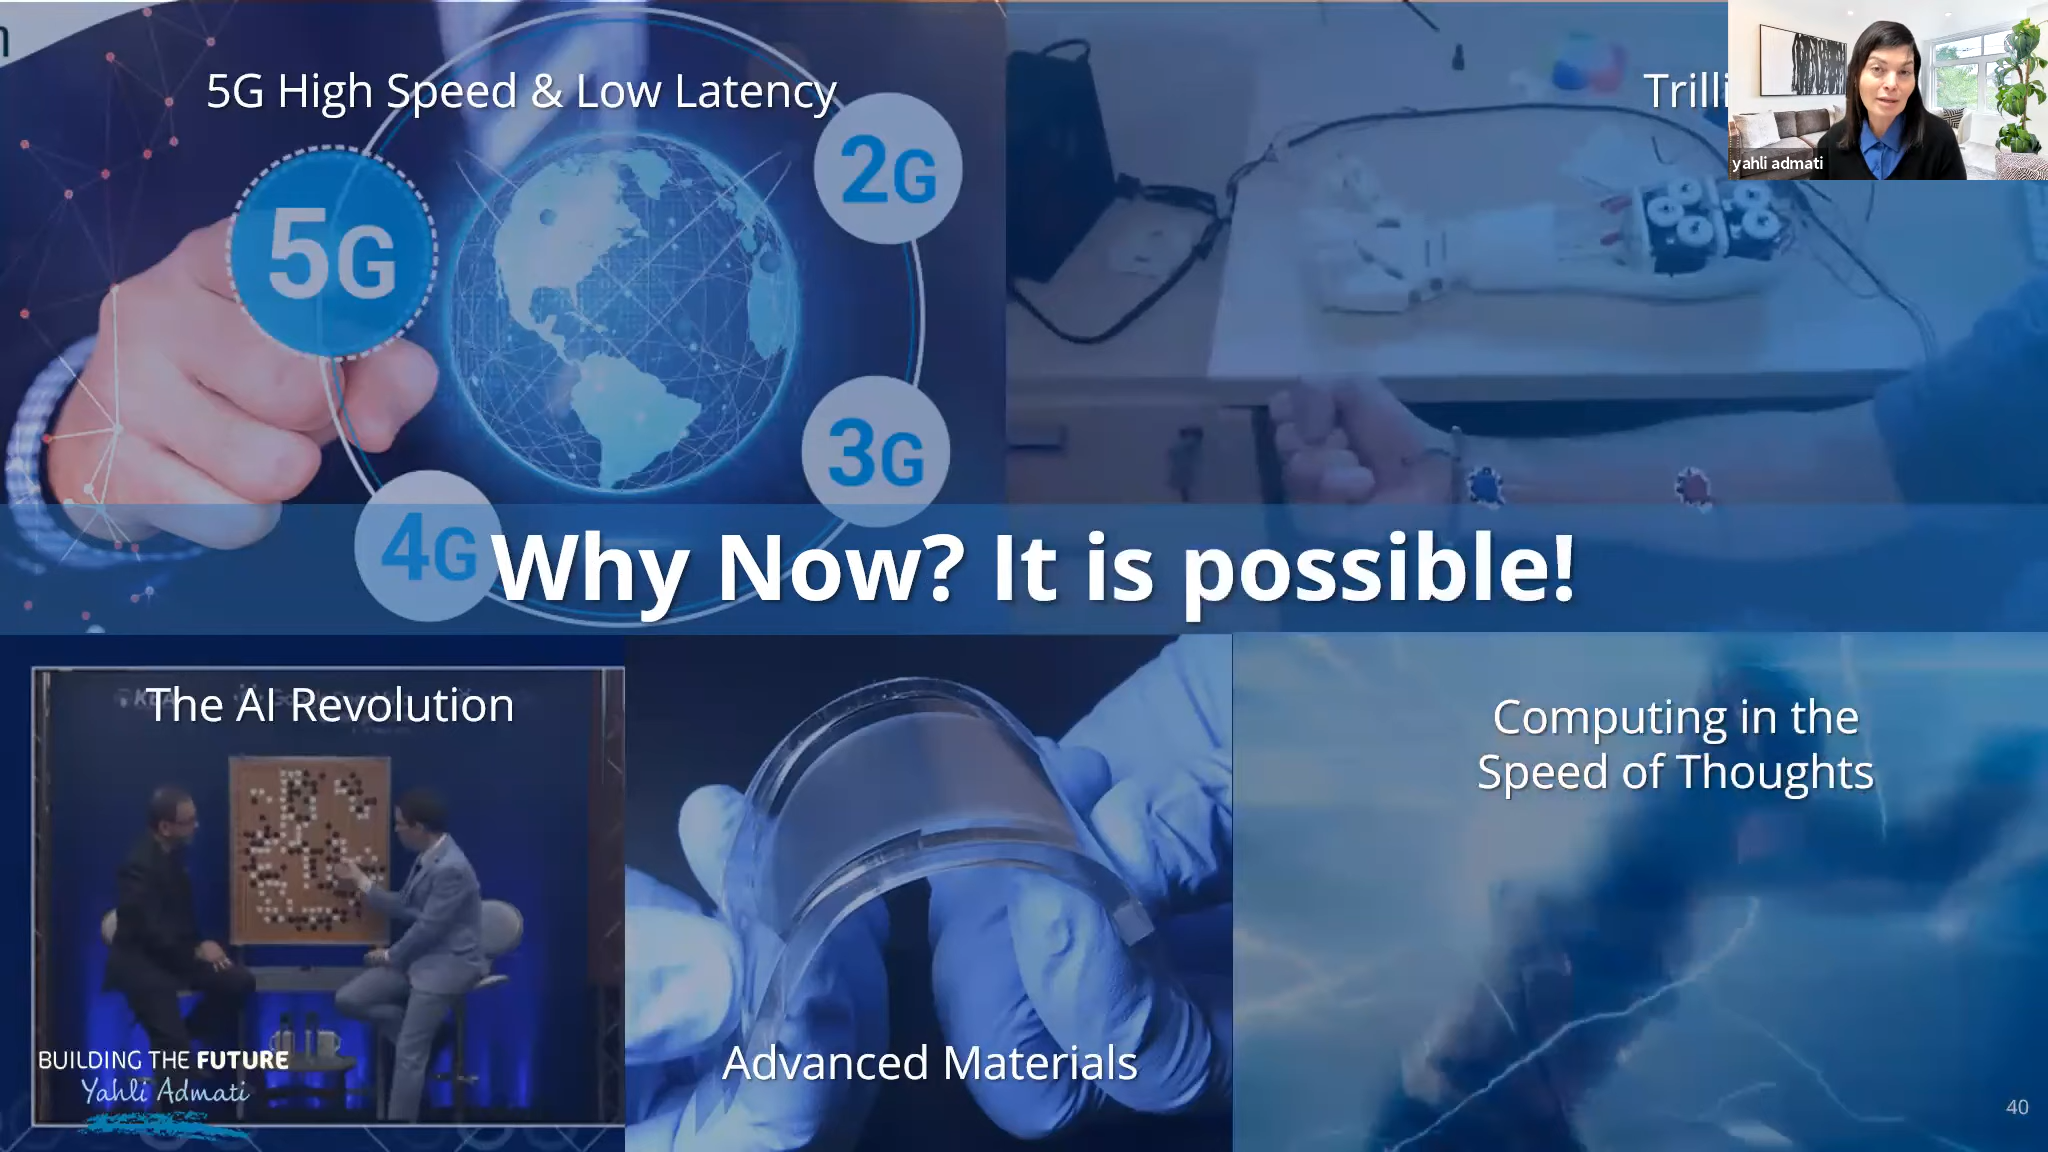 5G High Speed & Low Latency
Trilli
yahli admati
5G
2G
3G
4G
Why Now? It is possible!
The AI Revolution
Computing in the
Speed of Thoughts
Advanced Materials
BUILDING THE FUTURE
Yahli Admati
40